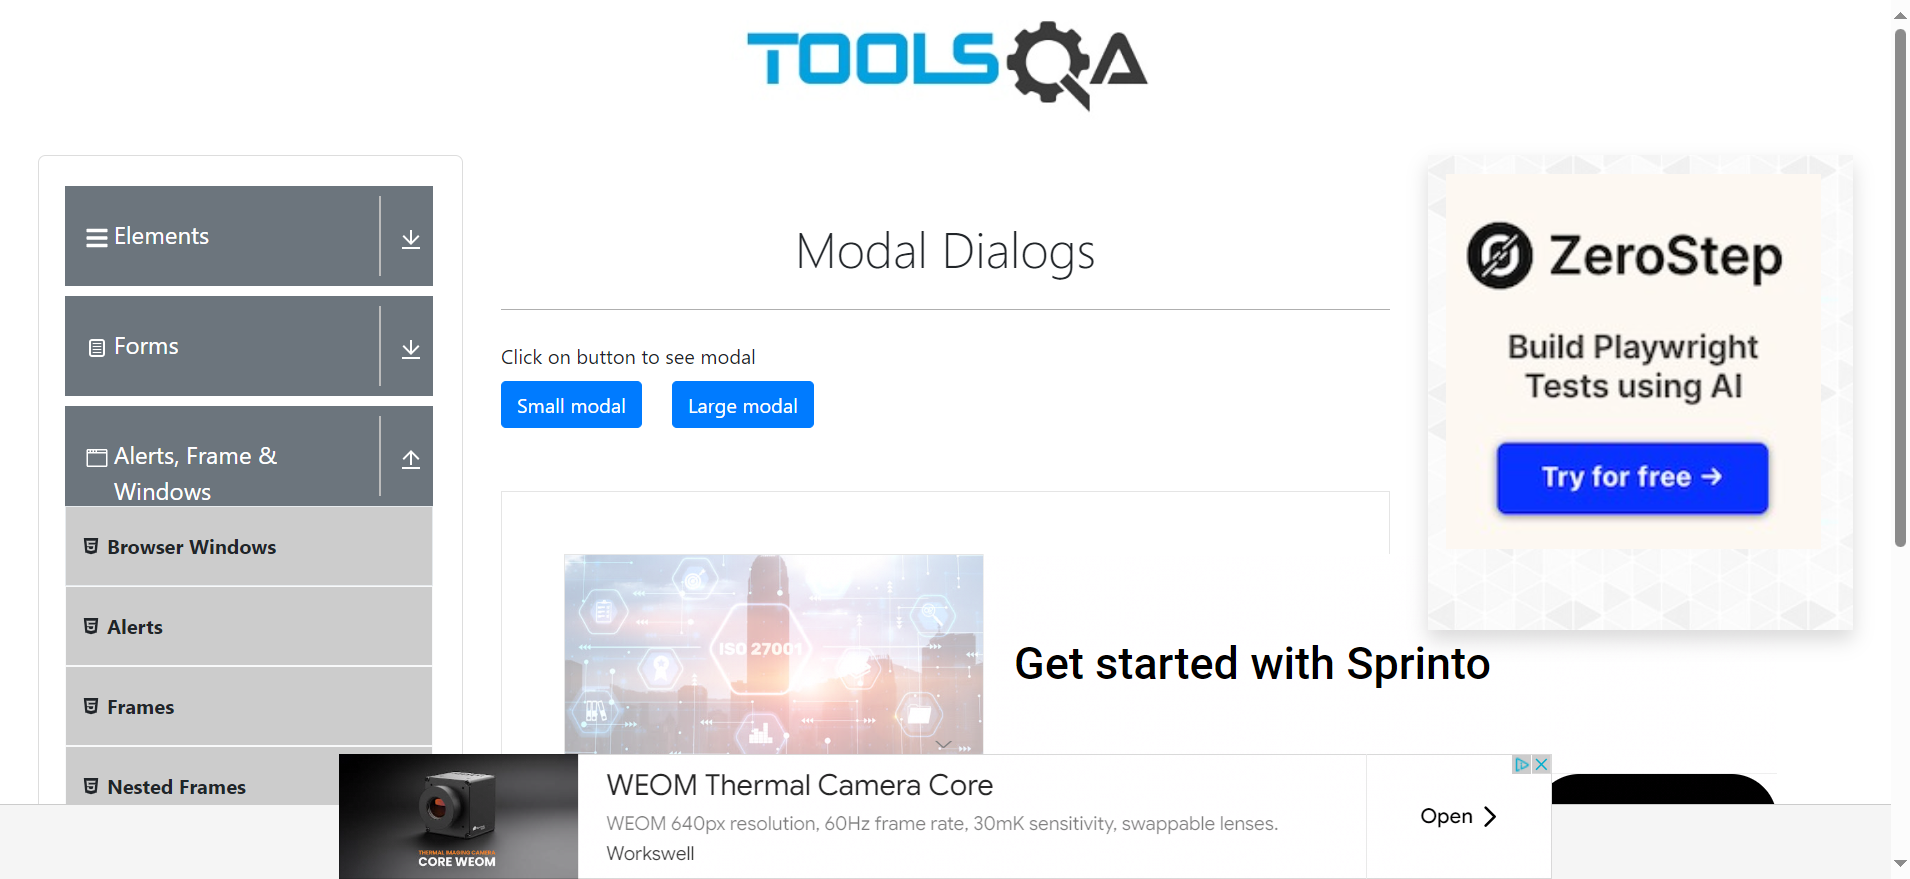 TOOLSQA
Elements
Forms
Alerts, Frame &
Windows
Browser Windows
Alerts
Frames
Nested Frames
Modal Dialogs
Click on button to see modal
Small modal
Large modal
ISO 27001
Get started with Sprinto
ZeroStep
Build Playwright
Tests using AI
Try for free →
THERMAL IMAGING CAMERA
CORE WEOM
WEOM Thermal Camera Core
WEOM 640px resolution, 60Hz frame rate, 30mK sensitivity, swappable lenses.
Workswell
Open